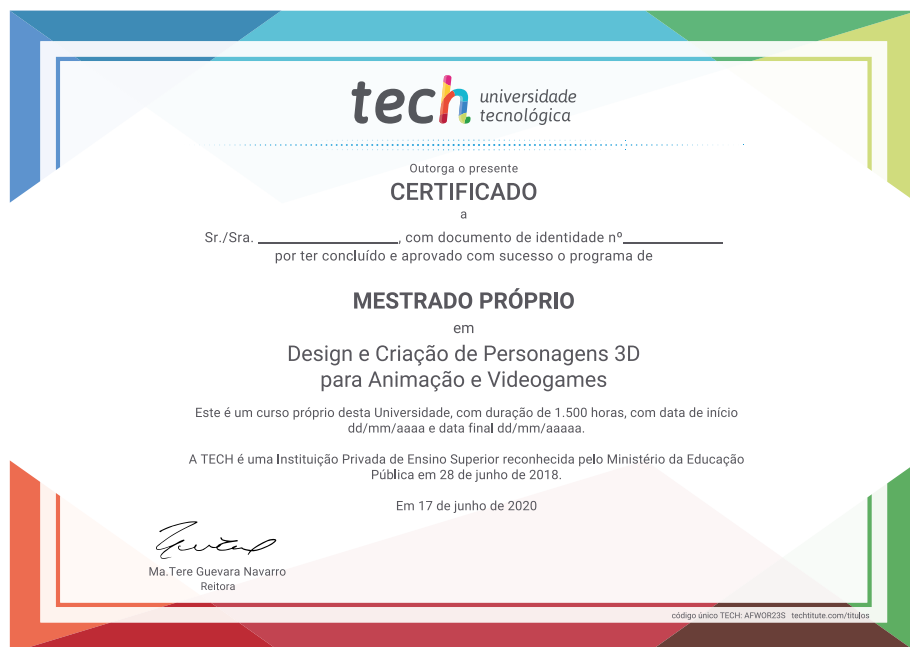 tech universidade
tecnológica
Outorga o presente
CERTIFICADO
a
Sr./Sra. ____________________, com documento de identidade nº______________
por ter concluído e aprovado com sucesso o programa de
MESTRADO PRÓPRIO
em
Design e Criação de Personagens 3D
para Animação e Videogames
Este é um curso próprio desta Universidade, com duração de 1.500 horas, com data de início
dd/mm/aaaa e data final dd/mm/aaaaa.
A TECH é uma Instituição Privada de Ensino Superior reconhecida pelo Ministério da Educação
Pública em 28 de junho de 2018.
Em 17 de junho de 2020
Ma.Tere Guevara Navarro
Reitora
código único TECH: AFWOR23S techtitute.com/titulos